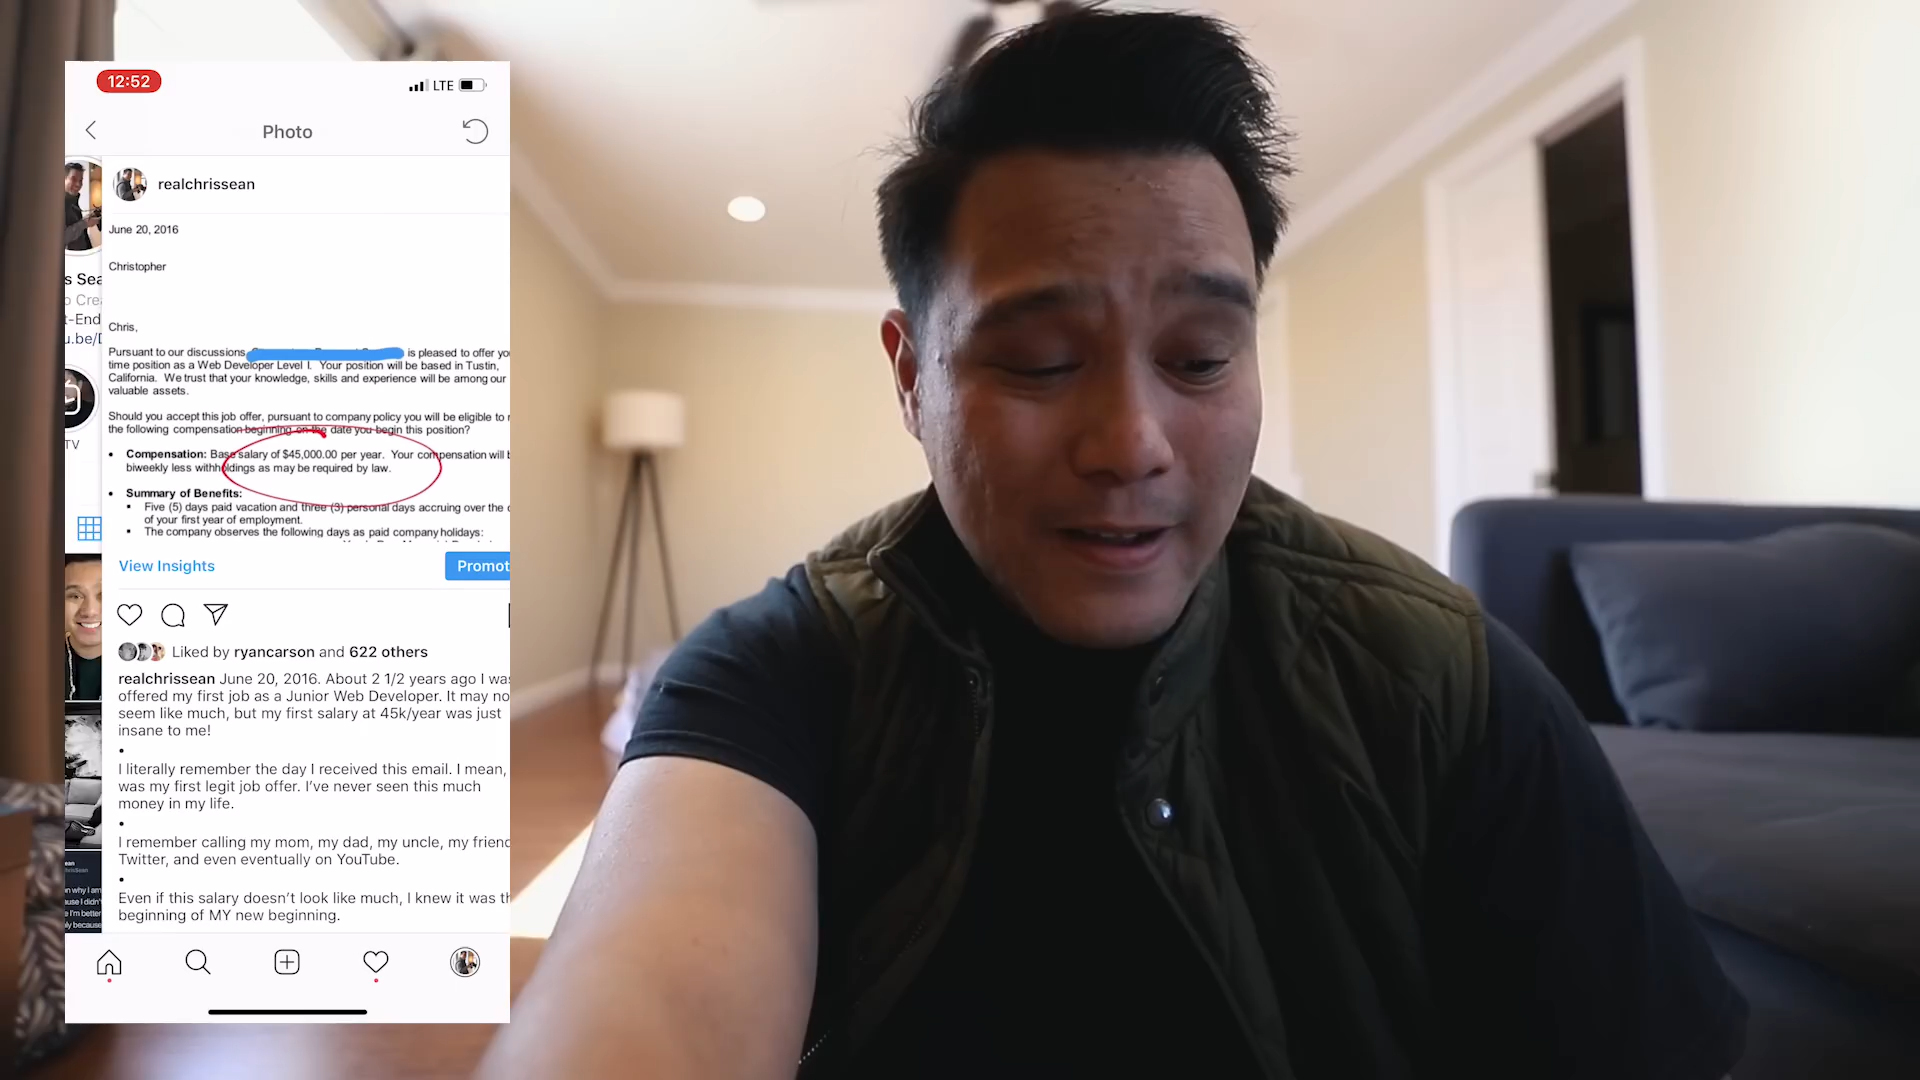 12:52
LTE
Photo
realchrissean
June 20, 2016
Christopher
s Sea
Cre
t-End
u.be/D
Chris,
Pursuant to our discussions, is pleased to offer yo
time position as a Web Developer Level I. Your position will be based in Tustin,
California. We trust that your knowledge, skills and experience will be among our
valuable assets.
Should you accept this job offer, pursuant to company policy you will be eligible to r
the following compensation beginning on the date you begin this position?
TV
• Compensation: Base salary of $45,000.00 per year. Your compensation will b
biweekly less withholdings as may be required by law.
• Summary of Benefits:
▪ Five (5) days paid vacation and three (3) personal days accruing over the c
of your first year of employment.
▪ The company observes the following days as paid company holidays:
View Insights
Promot
Liked by ryancarson and 622 others
realchrissean June 20, 2016. About 2 1/2 years ago I was
offered my first job as a Junior Web Developer. It may no
seem like much, but my first salary at 45k/year was just
insane to me!
•
I literally remember the day I received this email. I mean,
was my first legit job offer. I've never seen this much
money in my life.
•
I remember calling my mom, my dad, my uncle, my friend
Twitter, and even eventually on YouTube.
•
Even if this salary doesn't look like much, I knew it was th
beginning of MY new beginning.